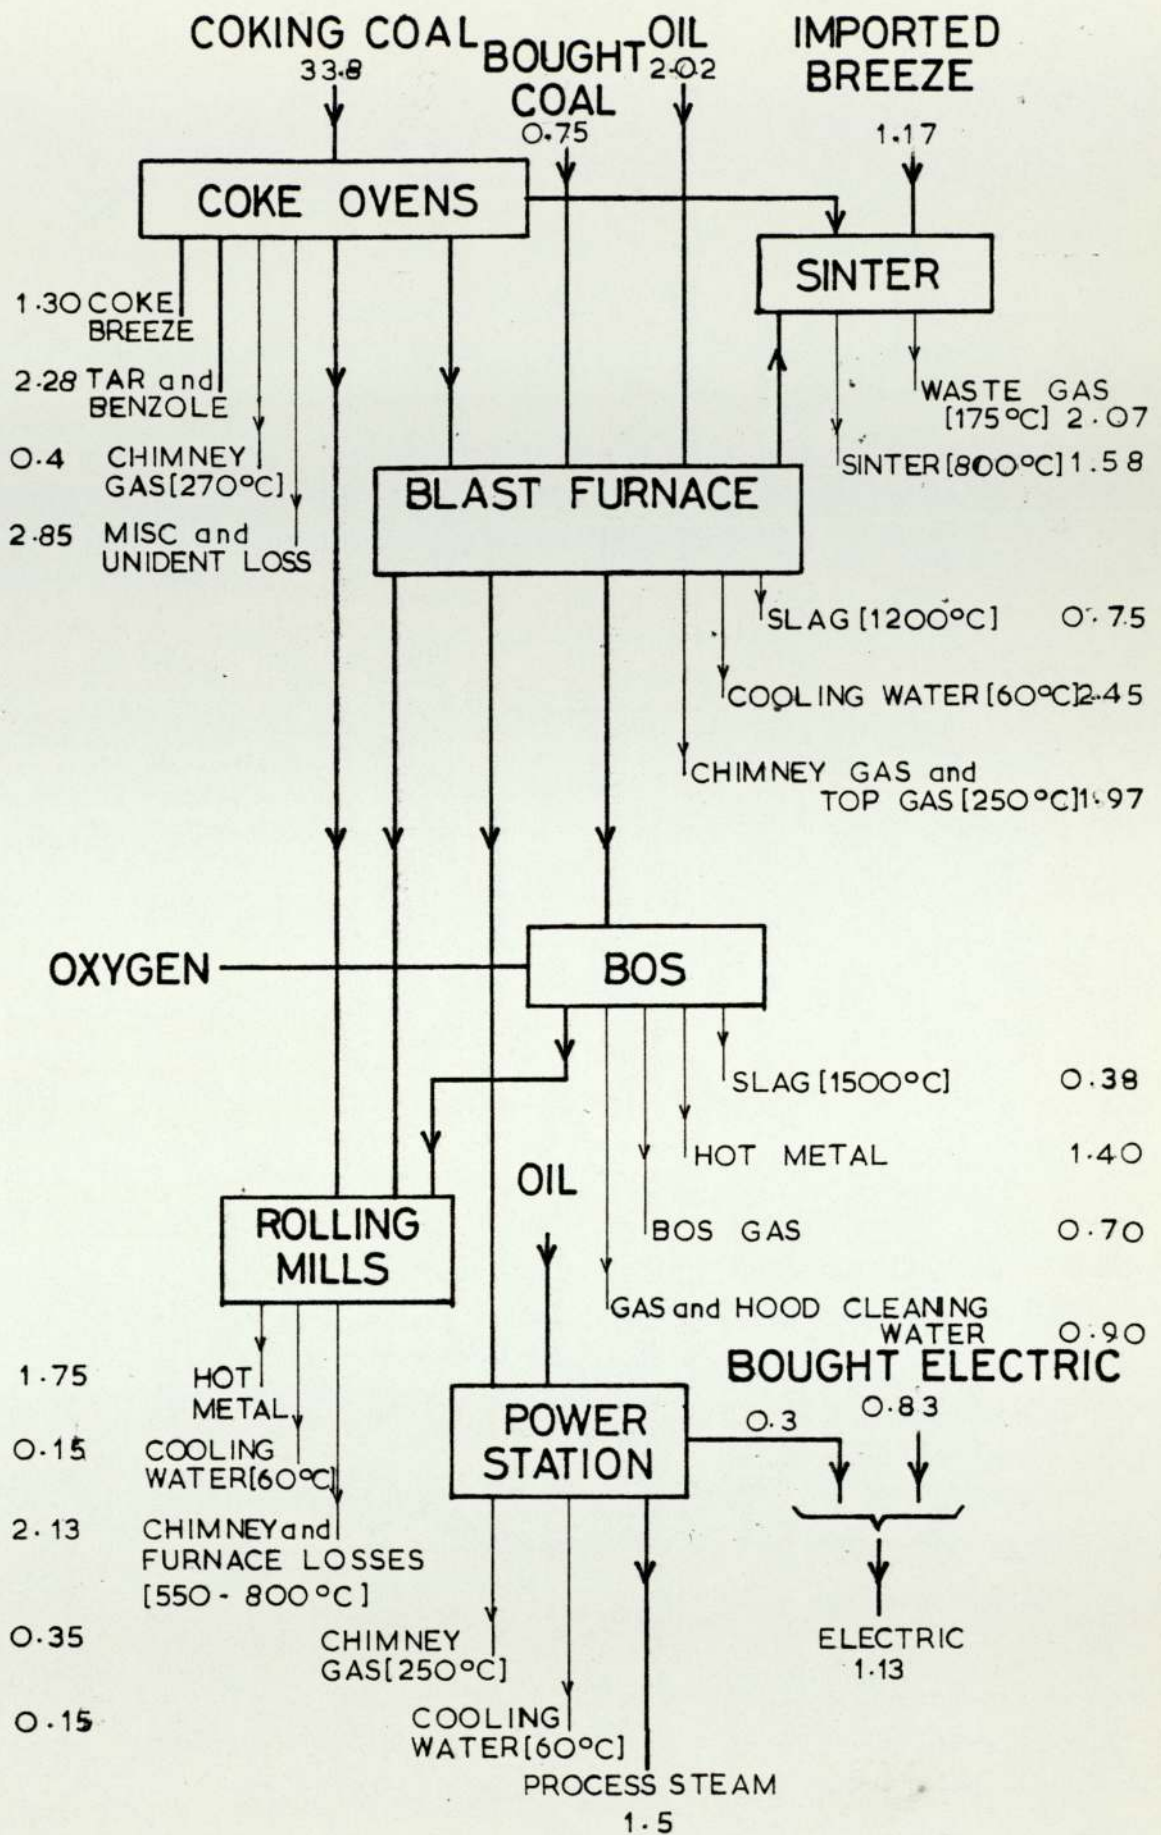 COKING COAL
33.8
BOUGHT
COAL
0.75
OIL
2.02
IMPORTED
BREEZE
1.17
COKE OVENS
SINTER
1.30 COKE
BREEZE
2.28 TAR and
BENZOLE
0.4 CHIMNEY
GAS[270°C]
2.85 MISC and
UNIDENT LOSS
WASTE GAS
[175°C] 2.07
SINTER[800°C] 1.58
BLAST FURNACE
SLAG [1200°C] 0.75
COOLING WATER [60°C] 2.45
CHIMNEY GAS and
TOP GAS [250°C] 1.97
OXYGEN
BOS
SLAG [1500°C] 0.38
HOT METAL 1.40
BOS GAS 0.70
GAS and HOOD CLEANING
WATER 0.90
OIL
ROLLING
MILLS
1.75 HOT
METAL
0.15 COOLING
WATER[60°C]
2.13 CHIMNEY and
FURNACE LOSSES
[550 - 800°C]
BOUGHT ELECTRIC
0.83
POWER
STATION
0.3
ELECTRIC
1.13
0.35 CHIMNEY
GAS[250°C]
0.15 COOLING
WATER[60°C]
PROCESS STEAM
1.5